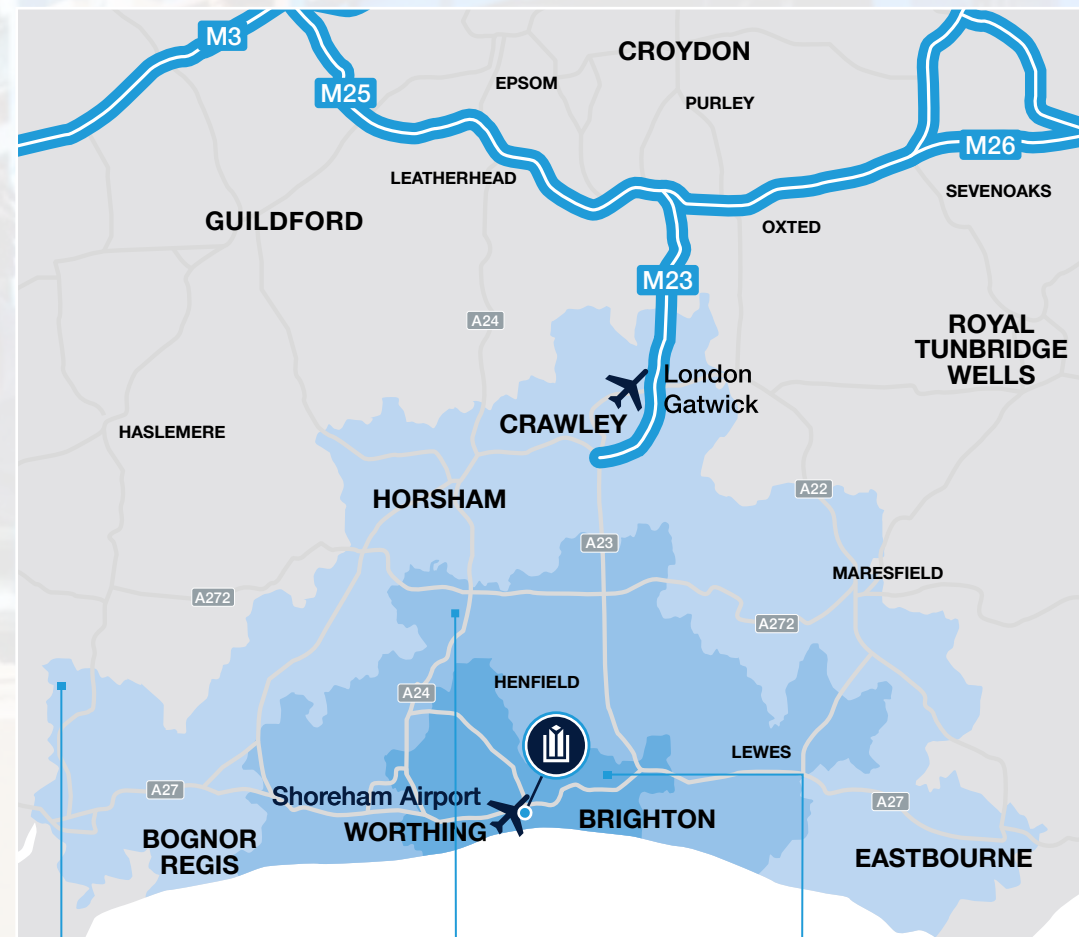 M3
CROYDON
EPSOM
M25
PURLEY
M26
LEATHERHEAD
SEVENOAKS
GUILDFORD
OXTED
M23
A24
ROYAL
TUNBRIDGE
WELLS
London
Gatwick
CRAWLEY
HASLEMERE
HORSHAM
A22
A23
MARESFIELD
A272
A272
HENFIELD
A24
LEWES
A27
Shoreham Airport
A27
WORTHING
BRIGHTON
BOGNOR
REGIS
EASTBOURNE